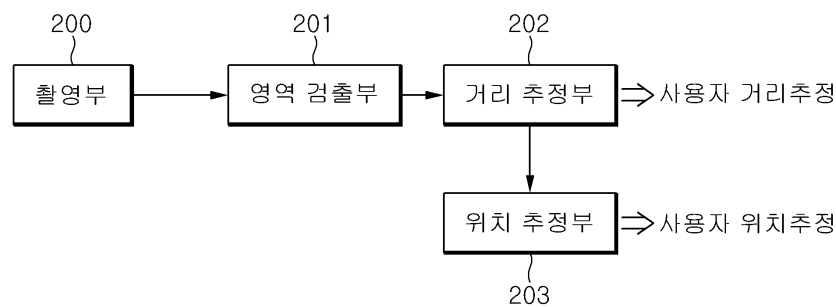 200
201
202
촬영부
영역 검출부
거리 추정부
사용자 거리추정
위치 추정부
사용자 위치추정
203